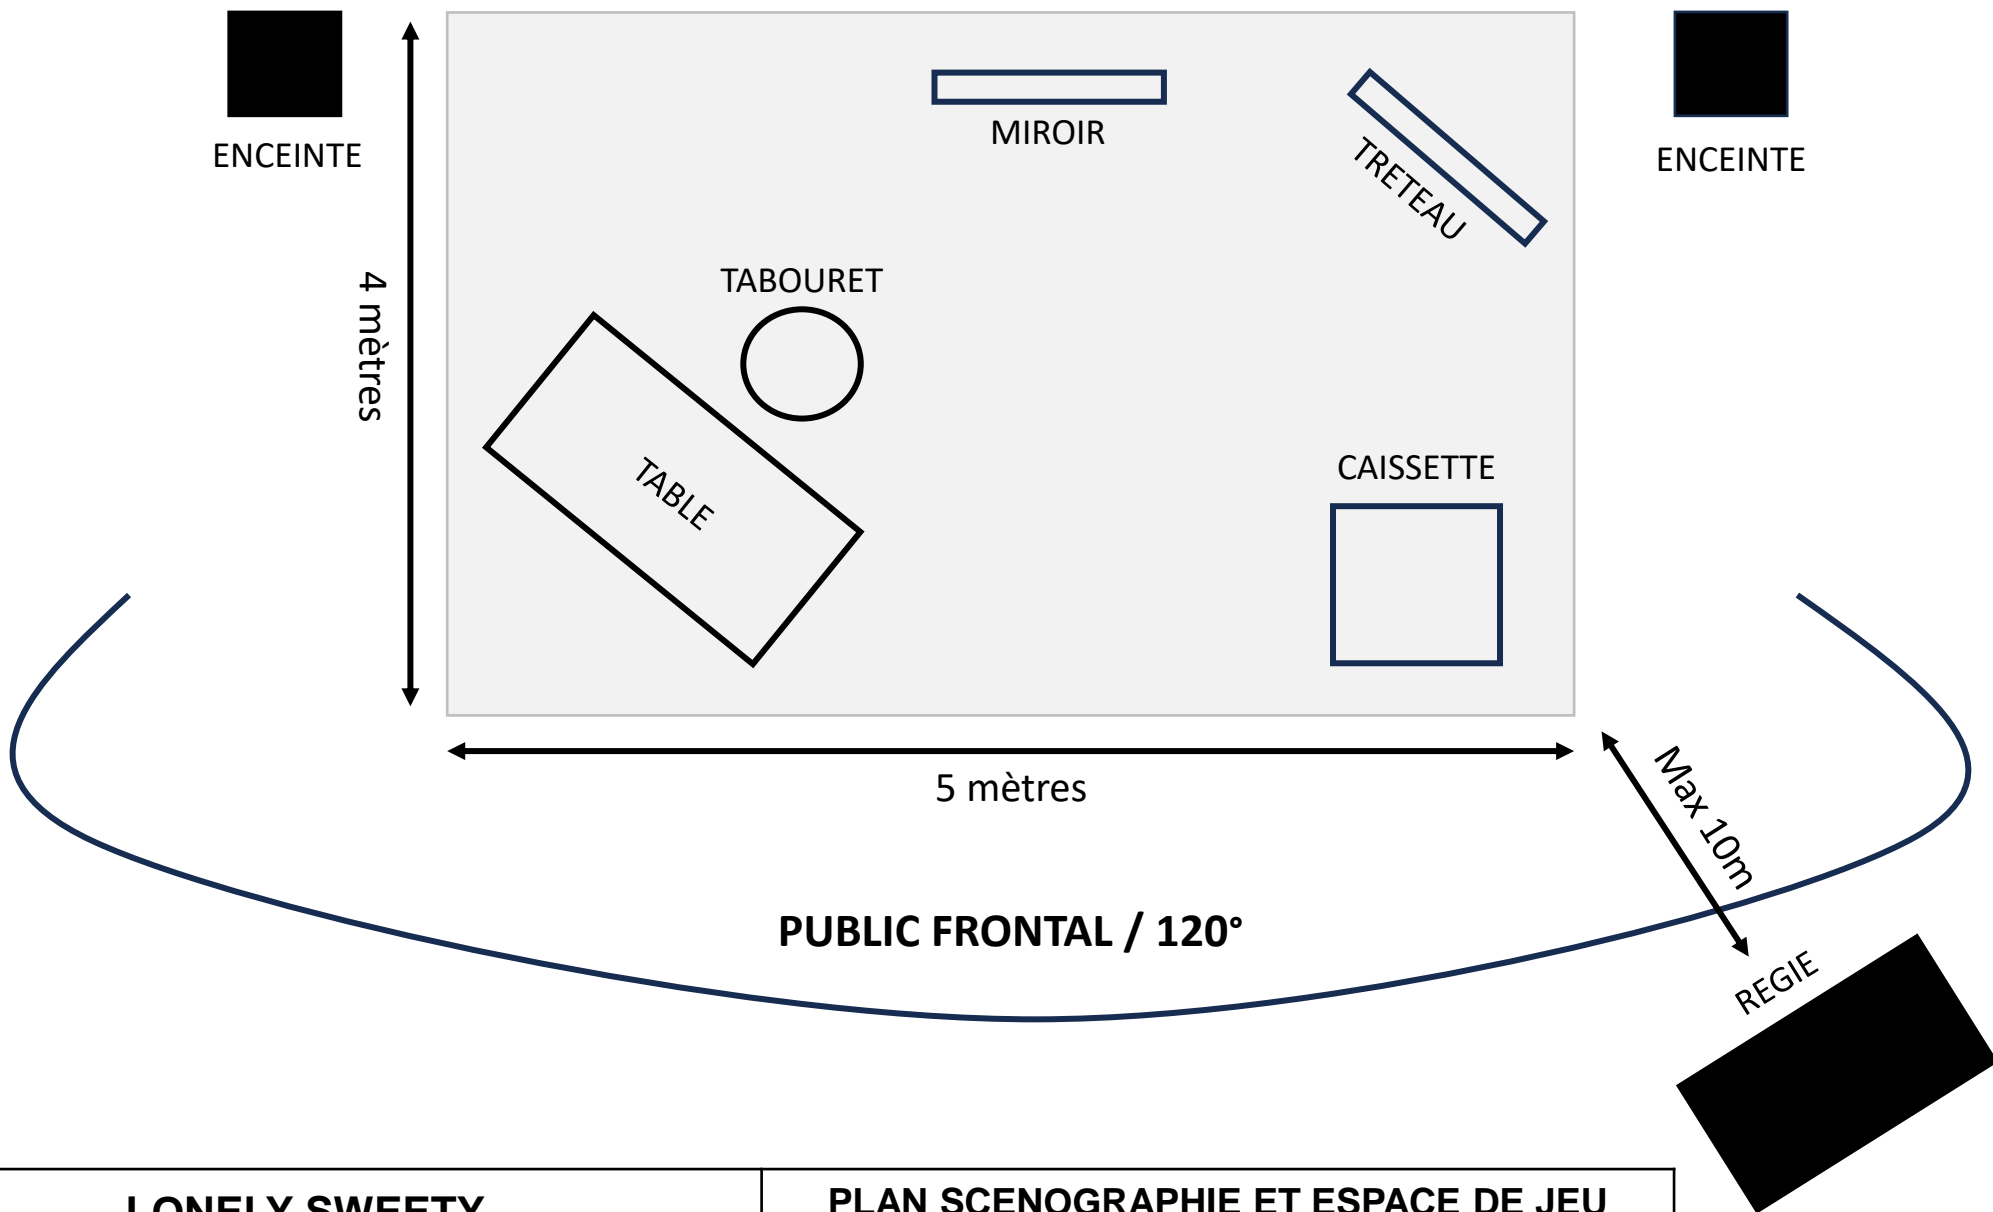 ENCEINTE
MIROIR
TRETEAU
ENCEINTE
4 mètres
TABOURET
TABLE
CAISSETTE
5 mètres
Max 10m
PUBLIC FRONTAL / 120°
REGIE
LONELY SWEETY
PLAN SCENOGRAPHIE ET ESPACE DE JEU